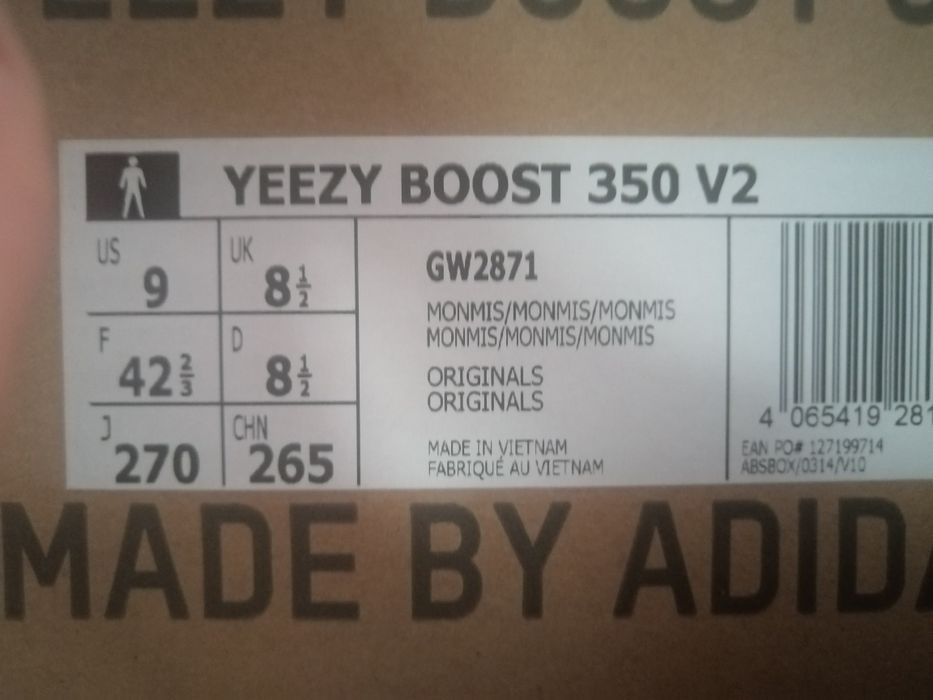 YEEZY BOOST
YEEZY BOOST 350 V2
US 9 UK 8 1/2
F 42 2/3 D 8 1/2
J 270 CHN 265
GW2871
MONMIS/MONMIS/MONMIS
MONMIS/MONMIS/MONMIS
ORIGINALS
ORIGINALS
MADE IN VIETNAM
FABRIQUÉ AU VIETNAM
4 065419 281
EAN PO# 127199714
ABSBOX/0314/V10
MADE BY ADIDA